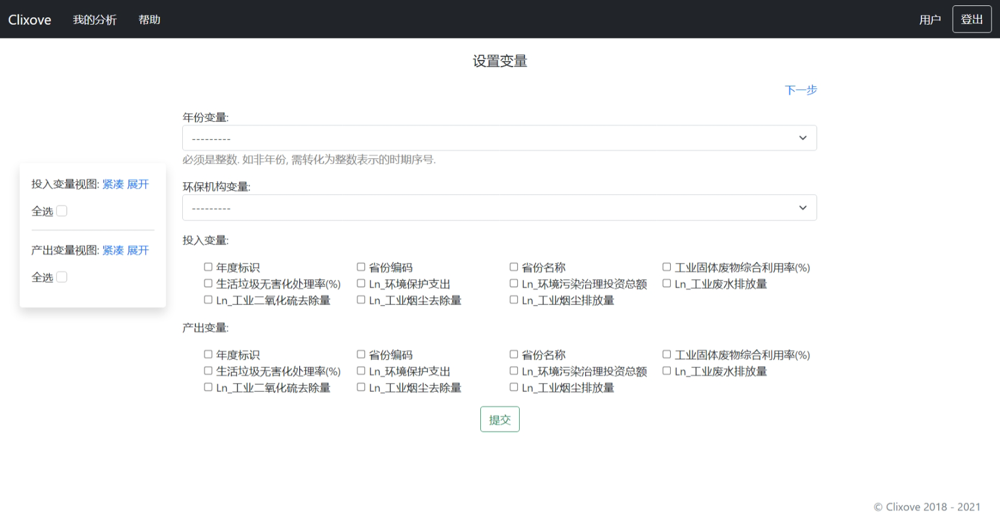 Clixove 我的分析 帮助 用户 登出
设置变量
下一步
年份变量:
---------
必须是整数. 如非年份, 需转化为整数表示的时期序号.
投入变量视图: 紧凑 展开
全选
产出变量视图: 紧凑 展开
全选
环保机构变量:
---------
投入变量:
年度标识 省份编码 省份名称 工业固体废物综合利用率(%)
生活垃圾无害化处理率(%) Ln_环境保护支出 Ln_环境污染治理投资总额 Ln_工业废水排放量
Ln_工业二氧化硫去除量 Ln_工业烟尘去除量 Ln_工业烟尘排放量
产出变量:
年度标识 省份编码 省份名称 工业固体废物综合利用率(%)
生活垃圾无害化处理率(%) Ln_环境保护支出 Ln_环境污染治理投资总额 Ln_工业废水排放量
Ln_工业二氧化硫去除量 Ln_工业烟尘去除量 Ln_工业烟尘排放量
提交
© Clixove 2018 - 2021